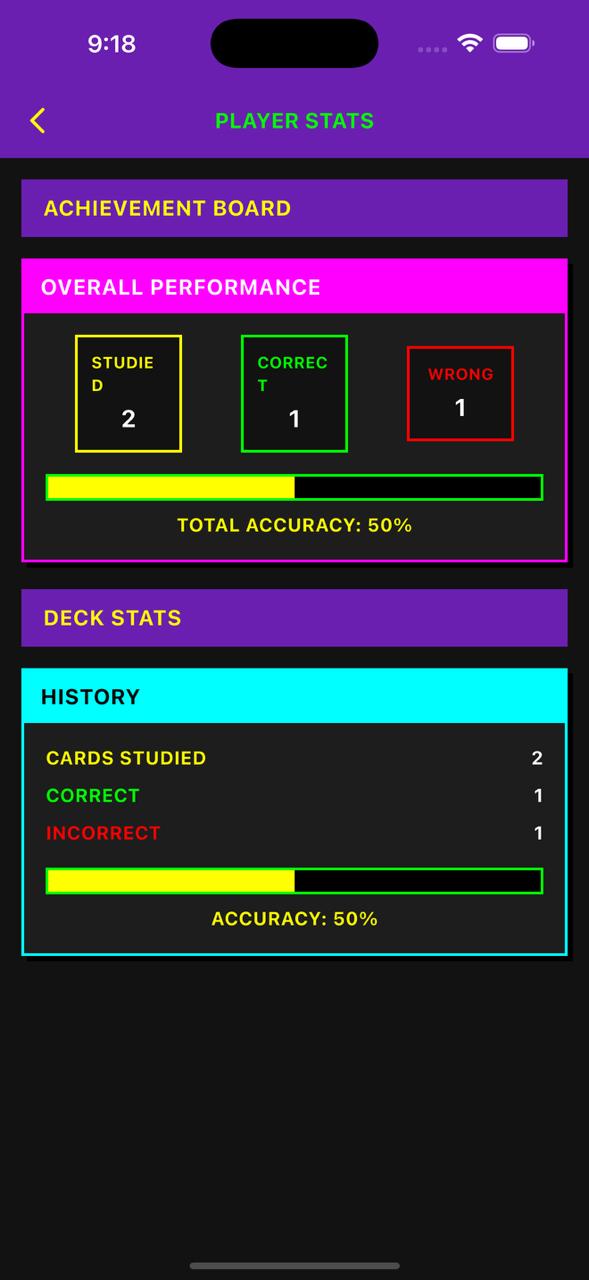 9:18
PLAYER STATS
ACHIEVEMENT BOARD
OVERALL PERFORMANCE
STUDIE
D
2
CORREC
T
1
WRONG
1
TOTAL ACCURACY: 50%
DECK STATS
HISTORY
CARDS STUDIED 2
CORRECT 1
INCORRECT 1
ACCURACY: 50%